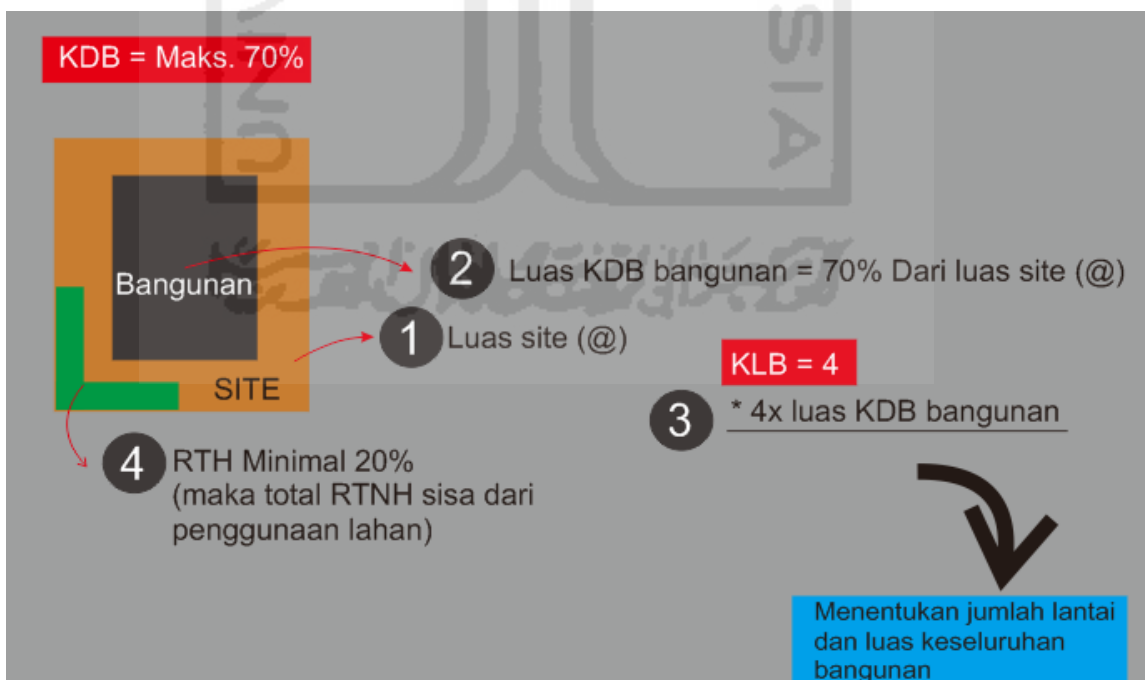 KDB = Maks. 70%
Bangunan
2
Luas KDB bangunan = 70% Dari luas site (@)
1
Luas site (@)
SITE
KLB = 4
3
* 4x luas KDB bangunan
4
RTH Minimal 20%
(maka total RTNH sisa dari
penggunaan lahan)
Menentukan jumlah lantai
dan luas keseluruhan
bangunan